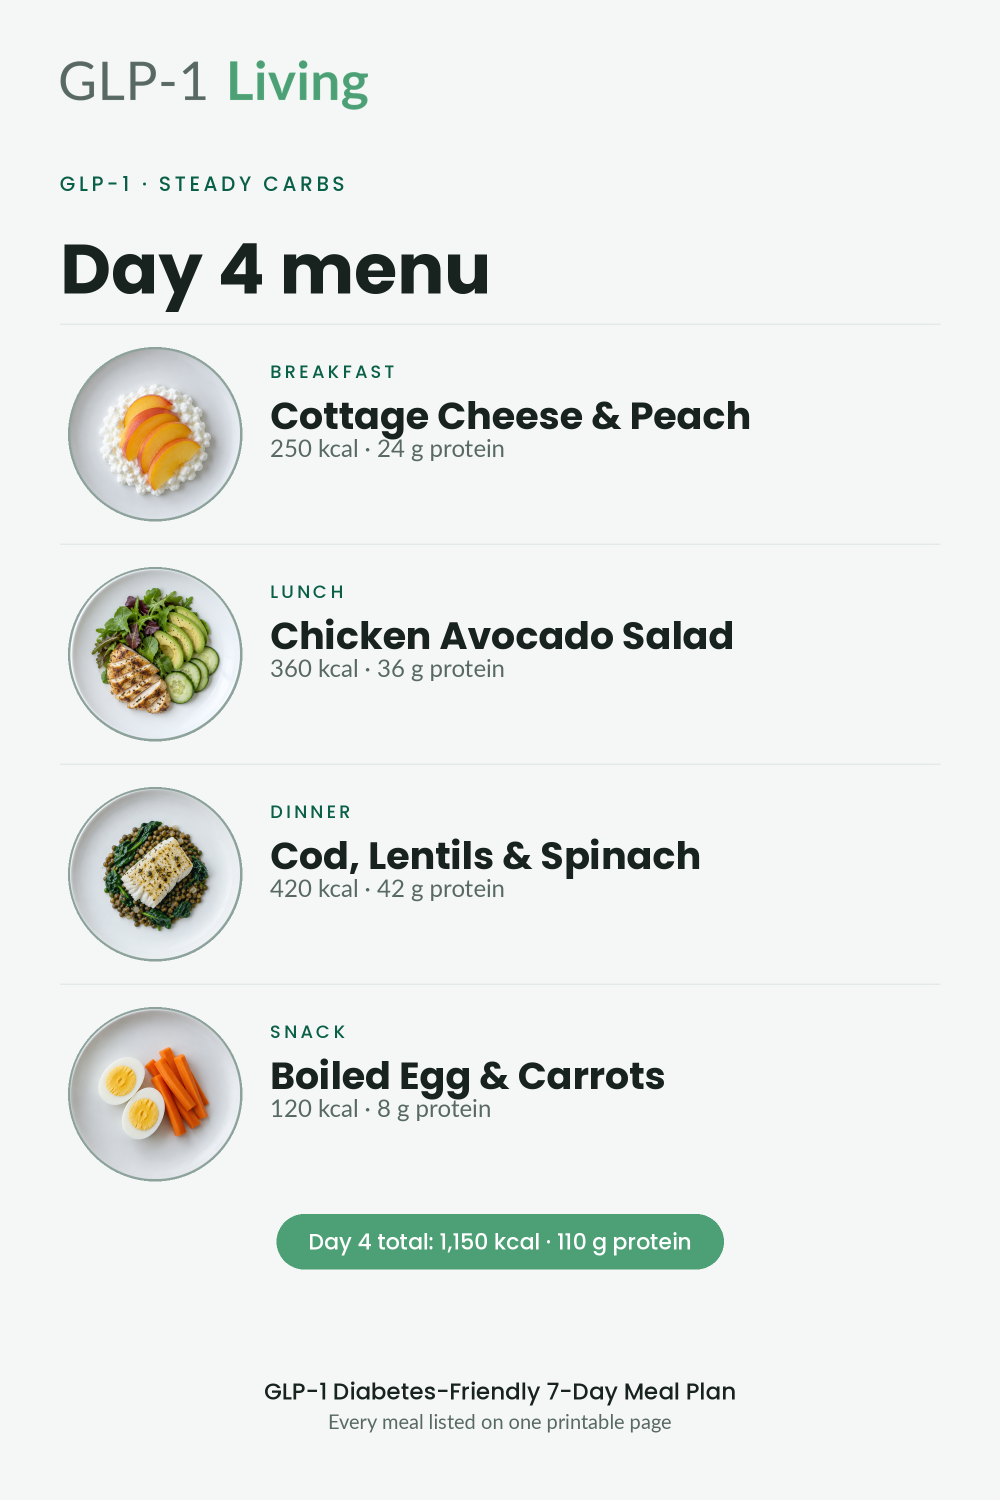 GLP-1 Living
GLP-1 · STEADY CARBS
Day 4 menu
BREAKFAST
Cottage Cheese & Peach
250 kcal · 24 g protein
LUNCH
Chicken Avocado Salad
360 kcal · 36 g protein
DINNER
Cod, Lentils & Spinach
420 kcal · 42 g protein
SNACK
Boiled Egg & Carrots
120 kcal · 8 g protein
Day 4 total: 1,150 kcal · 110 g protein
GLP-1 Diabetes-Friendly 7-Day Meal Plan
Every meal listed on one printable page